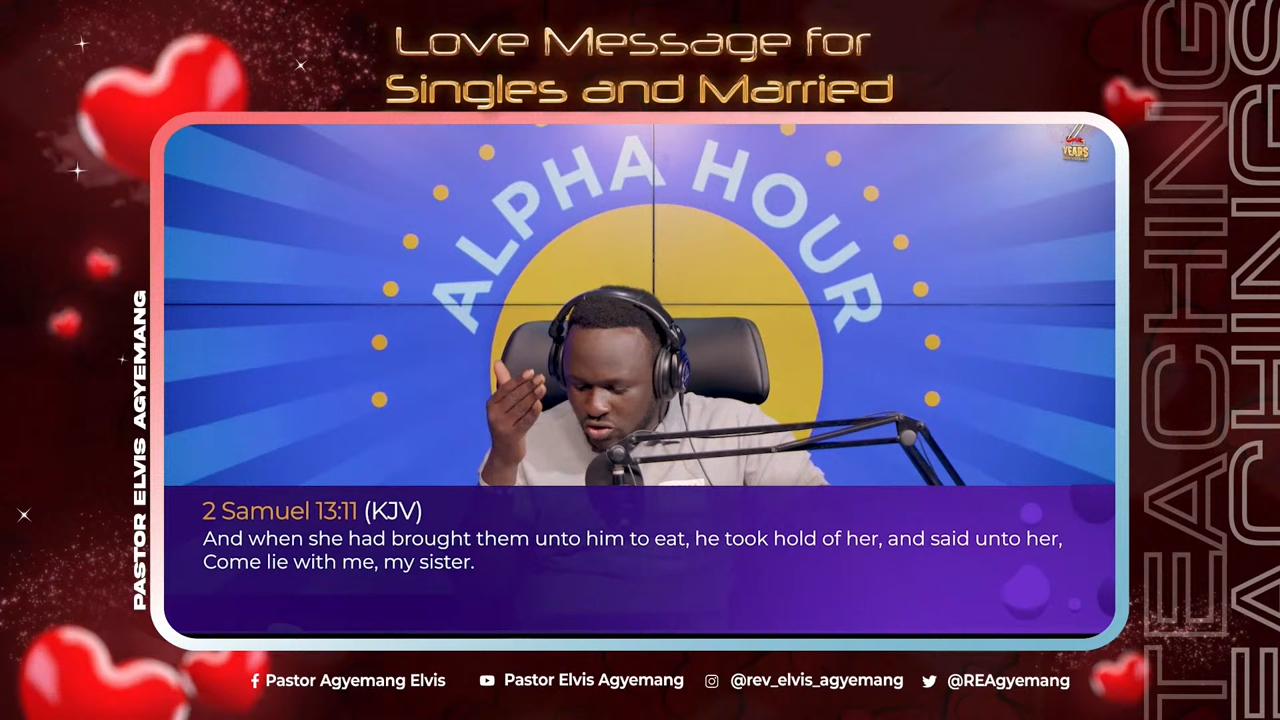 Love Message for
Singles and Married
YEARS
ALPHA HOUR
PASTOR ELVIS AGYEMANG
2 Samuel 13:11 (KJV)
And when she had brought them unto him to eat, he took hold of her, and said unto her,
Come lie with me, my sister.
Pastor Agyemang Elvis
Pastor Elvis Agyemang
@rev_elvis_agyemang
@REAgyemang
TEACHING
TEACHINGS